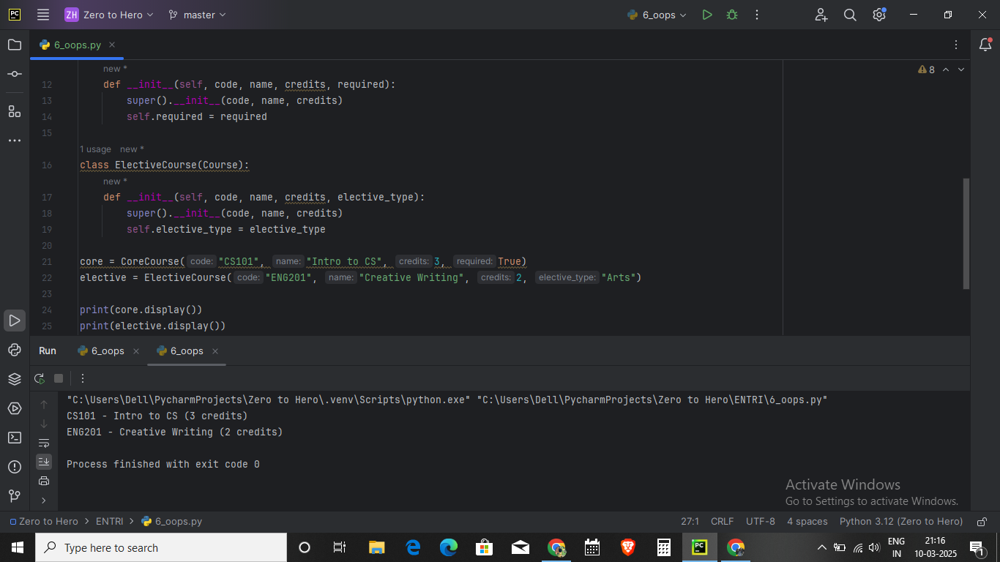 PC ZH Zero to Hero master 6_oops
6_oops.py
new *
8
12 def __init__(self, code, name, credits, required):
13 super().__init__(code, name, credits)
14 self.required = required
15
1 usage new *
16 class ElectiveCourse(Course):
new *
17 def __init__(self, code, name, credits, elective_type):
18 super().__init__(code, name, credits)
19 self.elective_type = elective_type
20
21 core = CoreCourse( code: "CS101", name: "Intro to CS", credits: 3, required: True)
22 elective = ElectiveCourse( code: "ENG201", name: "Creative Writing", credits: 2, elective_type: "Arts")
23
24 print(core.display())
25 print(elective.display())
Run 6_oops 6_oops
"C:\Users\Dell\PycharmProjects\Zero to Hero\.venv\Scripts\python.exe" "C:\Users\Dell\PycharmProjects\Zero to Hero\ENTRI\6_oops.py"
CS101 - Intro to CS (3 credits)
ENG201 - Creative Writing (2 credits)
Process finished with exit code 0
Activate Windows
Go to Settings to activate Windows.
Zero to Hero > ENTRI > 6_oops.py 27:1 CRLF UTF-8 4 spaces Python 3.12 (Zero to Hero)
Type here to search
PC
ENG
IN
21:16
10-03-2025
1